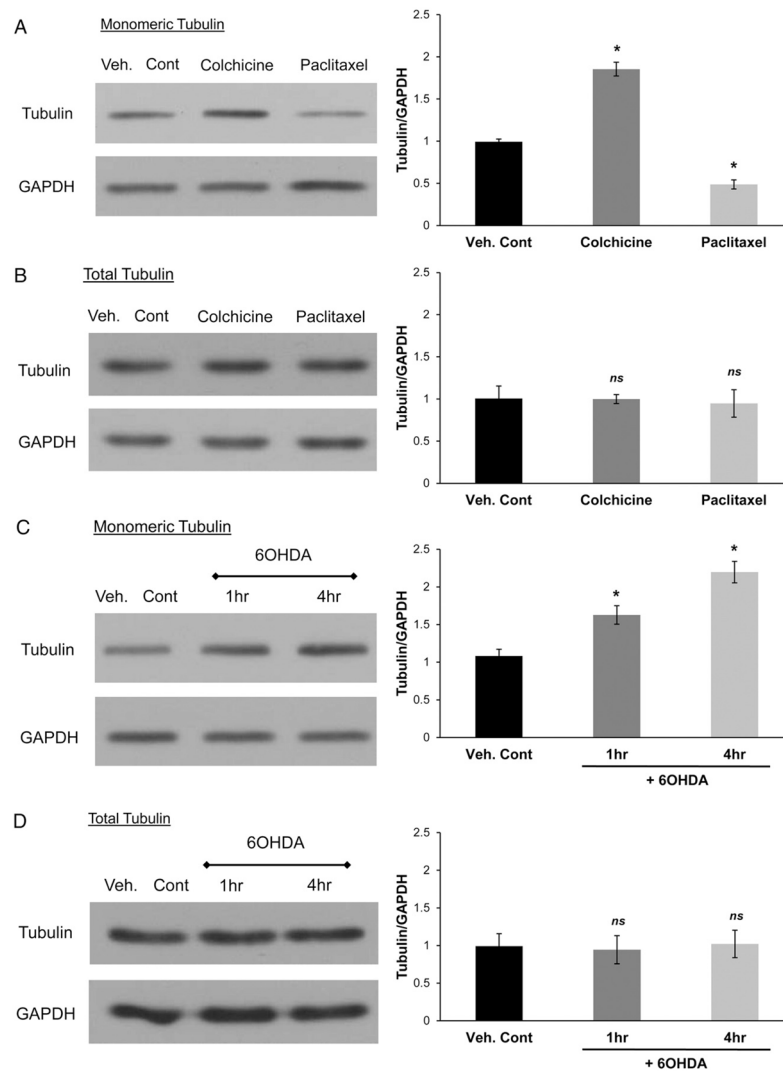 A
Monomeric Tubulin
Veh. Cont Colchicine Paclitaxel
Tubulin
GAPDH
Tubulin/GAPDH
2.5
2
1.5
1
0.5
0
*
*
Veh. Cont Colchicine Paclitaxel
B
Total Tubulin
Veh. Cont Colchicine Paclitaxel
Tubulin
GAPDH
Tubulin/GAPDH
2.5
2
1.5
1
0.5
0
ns
ns
Veh. Cont Colchicine Paclitaxel
C
Monomeric Tubulin
6OHDA
Veh. Cont 1hr 4hr
Tubulin
GAPDH
Tubulin/GAPDH
2.5
2
1.5
1
0.5
0
*
*
Veh. Cont 1hr 4hr
+ 6OHDA
D
Total Tubulin
6OHDA
Veh. Cont 1hr 4hr
Tubulin
GAPDH
Tubulin/GAPDH
2.5
2
1.5
1
0.5
0
ns
ns
Veh. Cont 1hr 4hr
+ 6OHDA